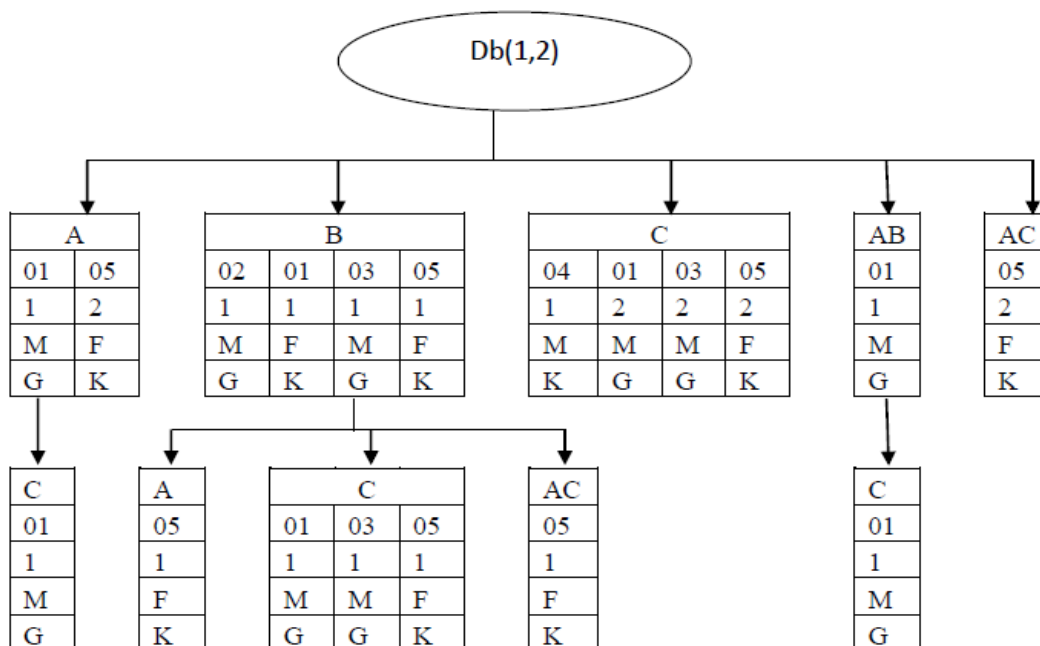 Db(1,2)
A B C AB AC
01 05 02 01 03 05 04 01 03 05 01 05
1 2 1 1 1 1 1 2 2 2 1 2
M F M F M F M M M F M F
G K G K G K K G G K G K
C A C AC C
01 05 01 03 05 05 01
1 1 1 1 1 1 1
M F M M F F M
G K G G K K G